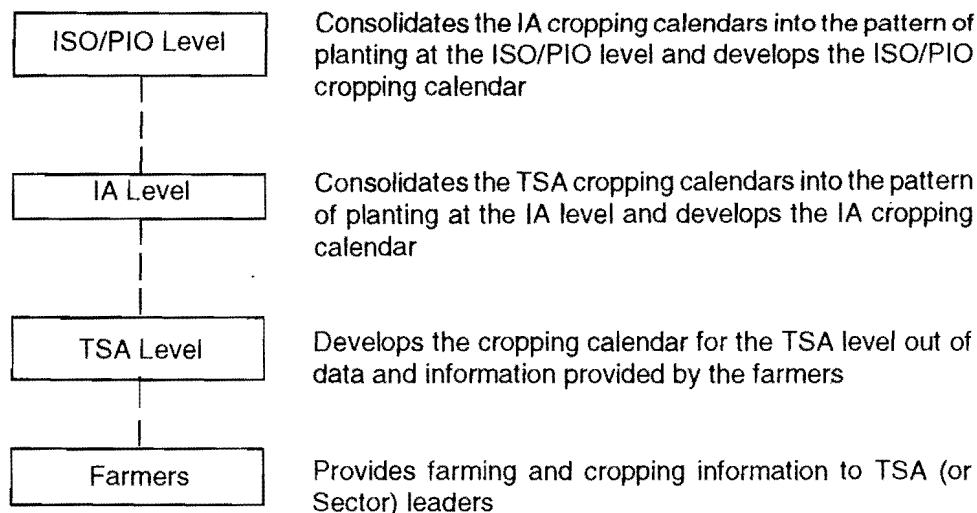 ISO/PIO Level
Consolidates the IA cropping calendars into the pattern of
planting at the ISO/PIO level and develops the ISO/PIO
cropping calendar
IA Level
Consolidates the TSA cropping calendars into the pattern
of planting at the IA level and develops the IA cropping
calendar
TSA Level
Develops the cropping calendar for the TSA level out of
data and information provided by the farmers
Farmers
Provides farming and cropping information to TSA (or
Sector) leaders